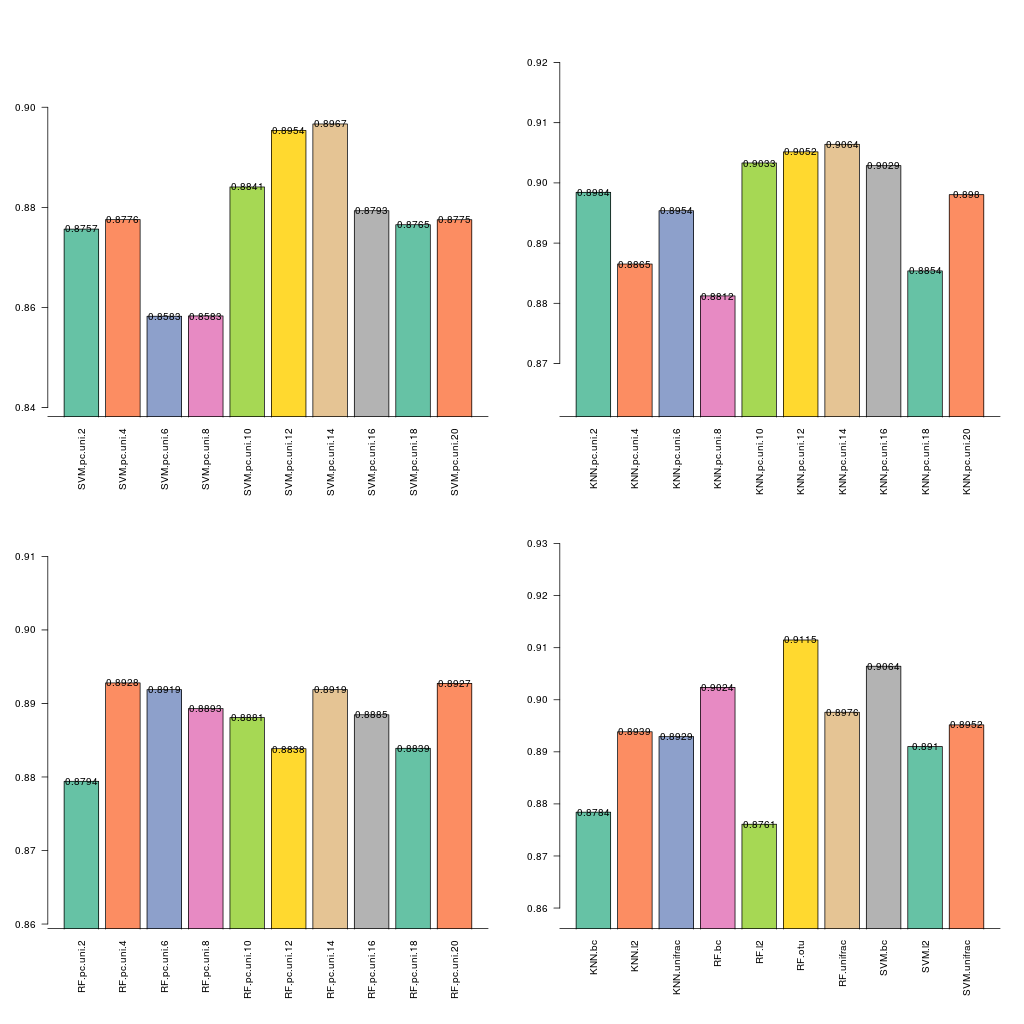 0.90
0.88
0.86
0.84
0.8757
0.8776
0.8583
0.8583
0.8841
0.8954
0.8967
0.8793
0.8765
0.8775
SVM.pc.uni.2
SVM.pc.uni.4
SVM.pc.uni.6
SVM.pc.uni.8
SVM.pc.uni.10
SVM.pc.uni.12
SVM.pc.uni.14
SVM.pc.uni.16
SVM.pc.uni.18
SVM.pc.uni.20
0.92
0.91
0.90
0.89
0.88
0.87
0.8984
0.8865
0.8954
0.8812
0.9033
0.9052
0.9064
0.9029
0.8854
0.898
KNN.pc.uni.2
KNN.pc.uni.4
KNN.pc.uni.6
KNN.pc.uni.8
KNN.pc.uni.10
KNN.pc.uni.12
KNN.pc.uni.14
KNN.pc.uni.16
KNN.pc.uni.18
KNN.pc.uni.20
0.91
0.90
0.89
0.88
0.87
0.86
0.8794
0.8928
0.8919
0.8893
0.8881
0.8838
0.8919
0.8885
0.8839
0.8927
RF.pc.uni.2
RF.pc.uni.4
RF.pc.uni.6
RF.pc.uni.8
RF.pc.uni.10
RF.pc.uni.12
RF.pc.uni.14
RF.pc.uni.16
RF.pc.uni.18
RF.pc.uni.20
0.93
0.92
0.91
0.90
0.89
0.88
0.87
0.86
0.8784
0.8939
0.8929
0.9024
0.8761
0.9115
0.8976
0.9064
0.891
0.8952
KNN.bc
KNN.l2
KNN.unifrac
RF.bc
RF.l2
RF.otu
RF.unifrac
SVM.bc
SVM.l2
SVM.unifrac